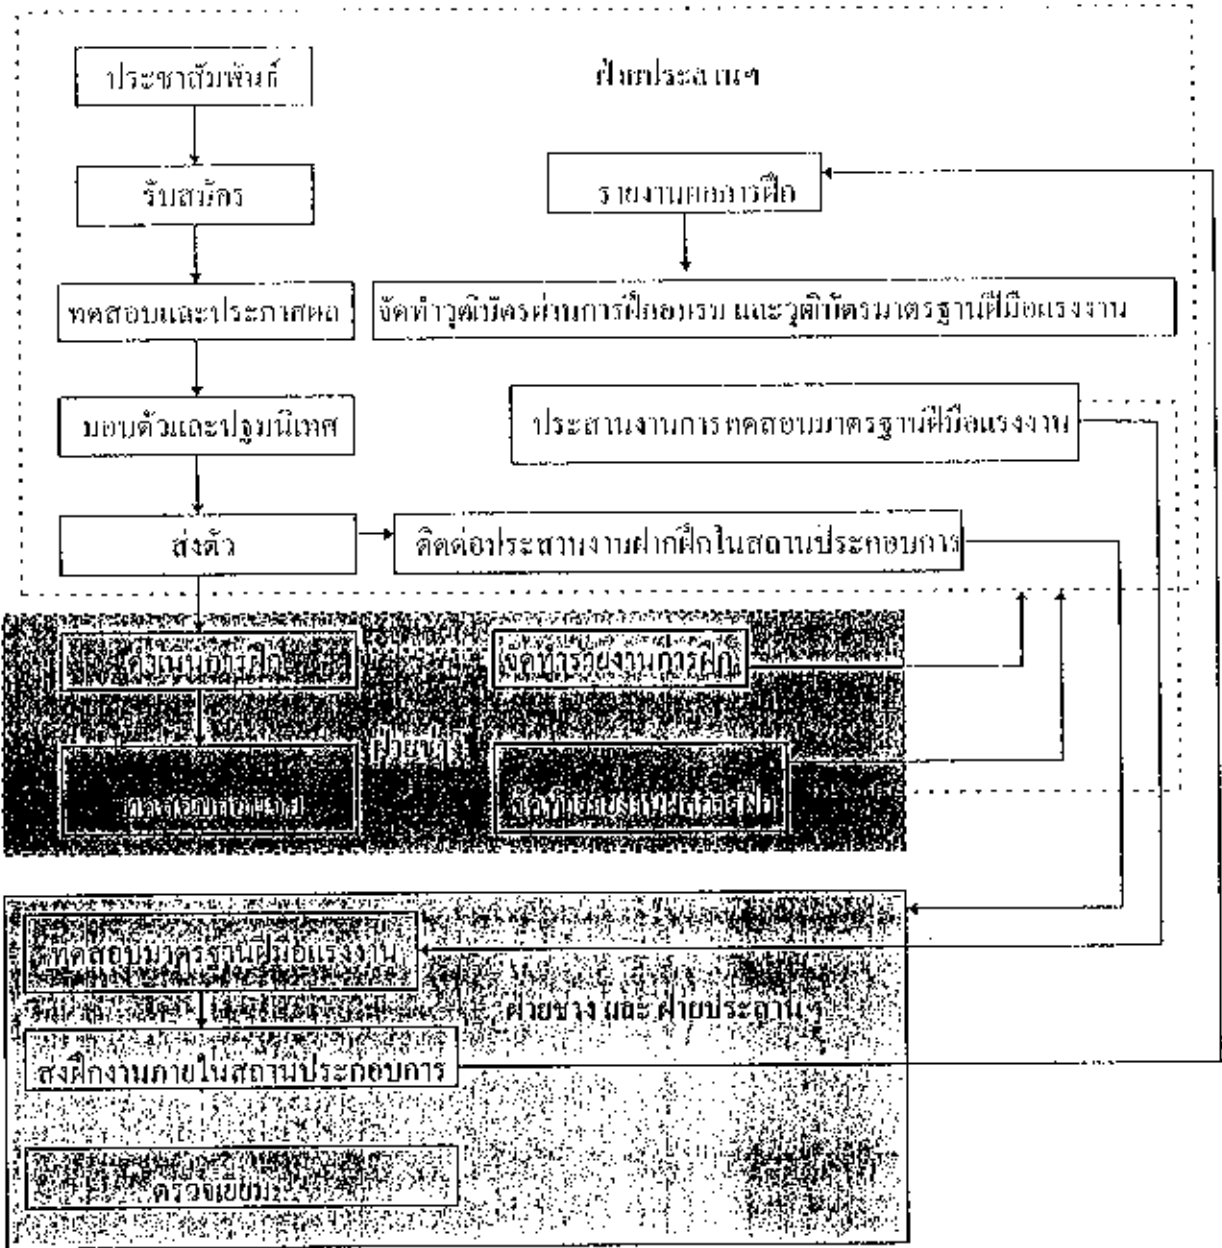 ประชาสัมพันธ์
ฝ่ายประสานฯ
รับสมัคร
รายงานผลการฝึก
ทดสอบและประกาศผล
จัดทำวุฒิบัตรผ่านการฝึกอบรม และวุฒิบัตรมาตรฐานฝีมือแรงงาน
มอบตัวและปฐมนิเทศ
ประสานงานการทดสอบมาตรฐานฝีมือแรงงาน
ส่งตัว
ติดต่อประสานงานฝากฝึกในสถานประกอบการ
ดำเนินการฝึก
จัดทำรายงานการฝึก
ฝ่ายช่าง
จัดทำรายงานผลการฝึก
ทดสอบมาตรฐานฝีมือแรงงาน
ฝ่ายช่าง และ ฝ่ายประสานฯ
ส่งฝึกงานภายในสถานประกอบการ
ตรวจเยี่ยม